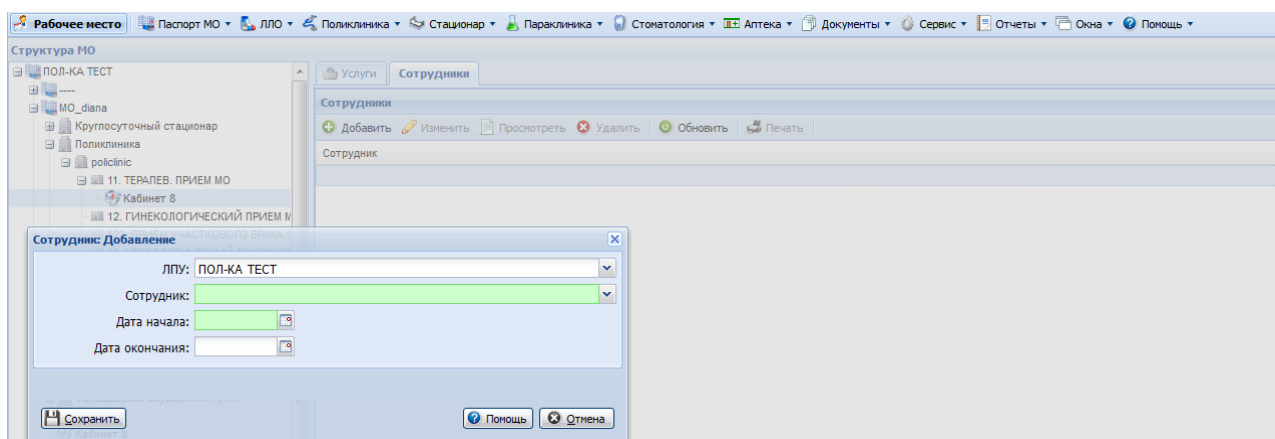 Рабочее место Паспорт МО ЛЛО Поликлиника Стационар Параклиника Стоматология Аптека Документы Сервис Отчеты Окна Помощь
Структура МО
ПОЛ-КА ТЕСТ
Услуги Сотрудники
----
MO_diana
Сотрудники
Круглосуточный стационар
Добавить Изменить Просмотреть Удалить Обновить Печать
Поликлиника
Сотрудник
policlinic
11. ТЕРАПЕВ. ПРИЕМ МО
Кабинет 8
12. ГИНЕКОЛОГИЧЕСКИЙ ПРИЕМ М
Сотрудник: Добавление
ЛПУ: ПОЛ-КА ТЕСТ
Сотрудник:
Дата начала:
Дата окончания:
Сохранить Помощь Отмена
Кабинет 8